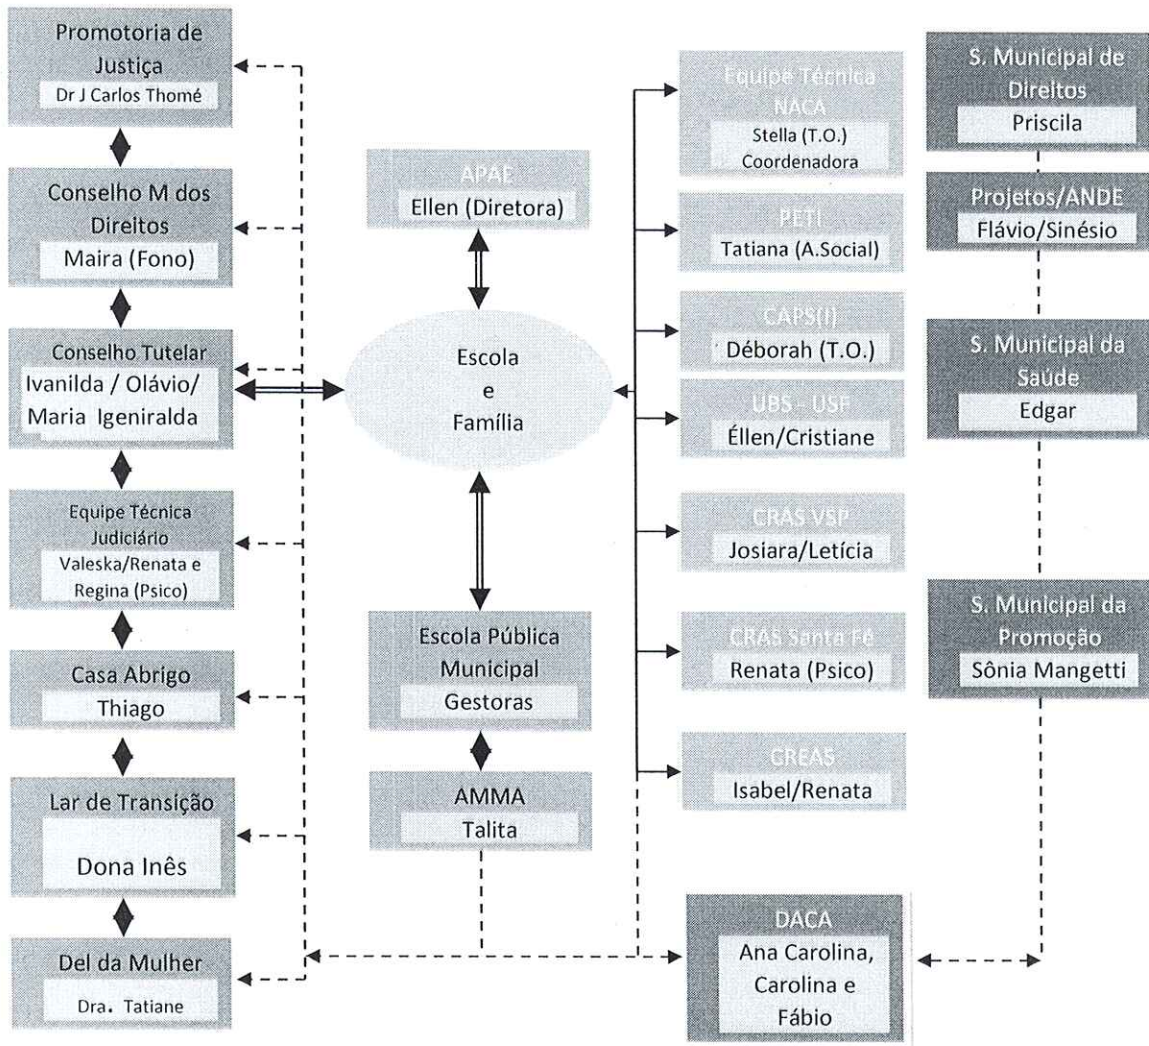 Promotoria de
Justiça
Dr J Carlos Thomé
Conselho M dos
Direitos
Maira (Fono)
Conselho Tutelar
Ivanilda / Olávio/
Maria Igeniralda
Equipe Técnica
Judiciário
Valeska/Renata e
Regina (Psico)
Casa Abrigo
Thiago
Lar de Transição
Dona Inês
Del da Mulher
Dra. Tatiane
APAE
Ellen (Diretora)
Escola
e
Família
Escola Pública
Municipal
Gestoras
AMMA
Talita
Equipe Técnica
NACA
Stella (T.O.)
Coordenadora
PETI
Tatiana (A.Social)
CAPS(I)
Déborah (T.O.)
UBS - USF
Éllen/Cristiane
CRAS VSP
Josiara/Letícia
CRAS Santa Fé
Renata (Psico)
CREAS
Isabel/Renata
DACA
Ana Carolina,
Carolina e
Fábio
S. Municipal de
Direitos
Priscila
Projetos/ANDE
Flávio/Sinésio
S. Municipal da
Saúde
Edgar
S. Municipal da
Promoção
Sônia Mangetti